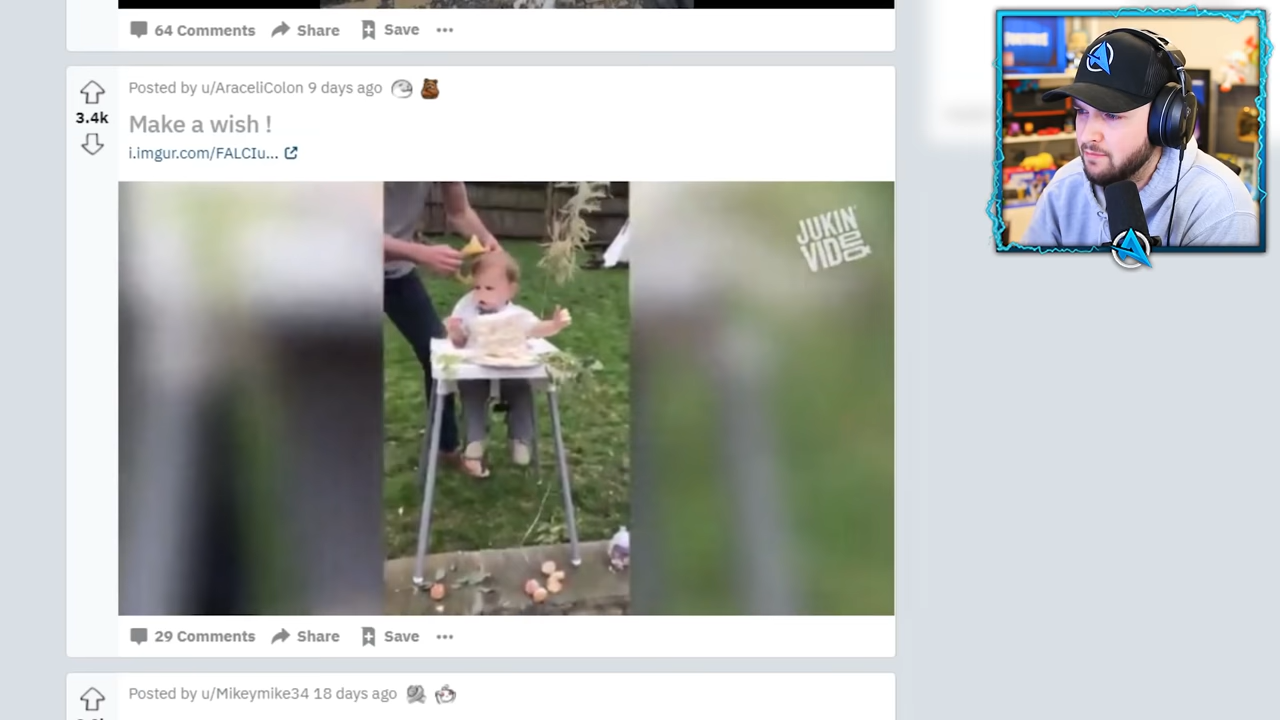 64 Comments Share Save
Posted by u/AraceliColon 9 days ago
3.4k
Make a wish !
i.imgur.com/FALCIu...
JUKIN
VIDEO
29 Comments Share Save
Posted by u/Mikeymike34 18 days ago